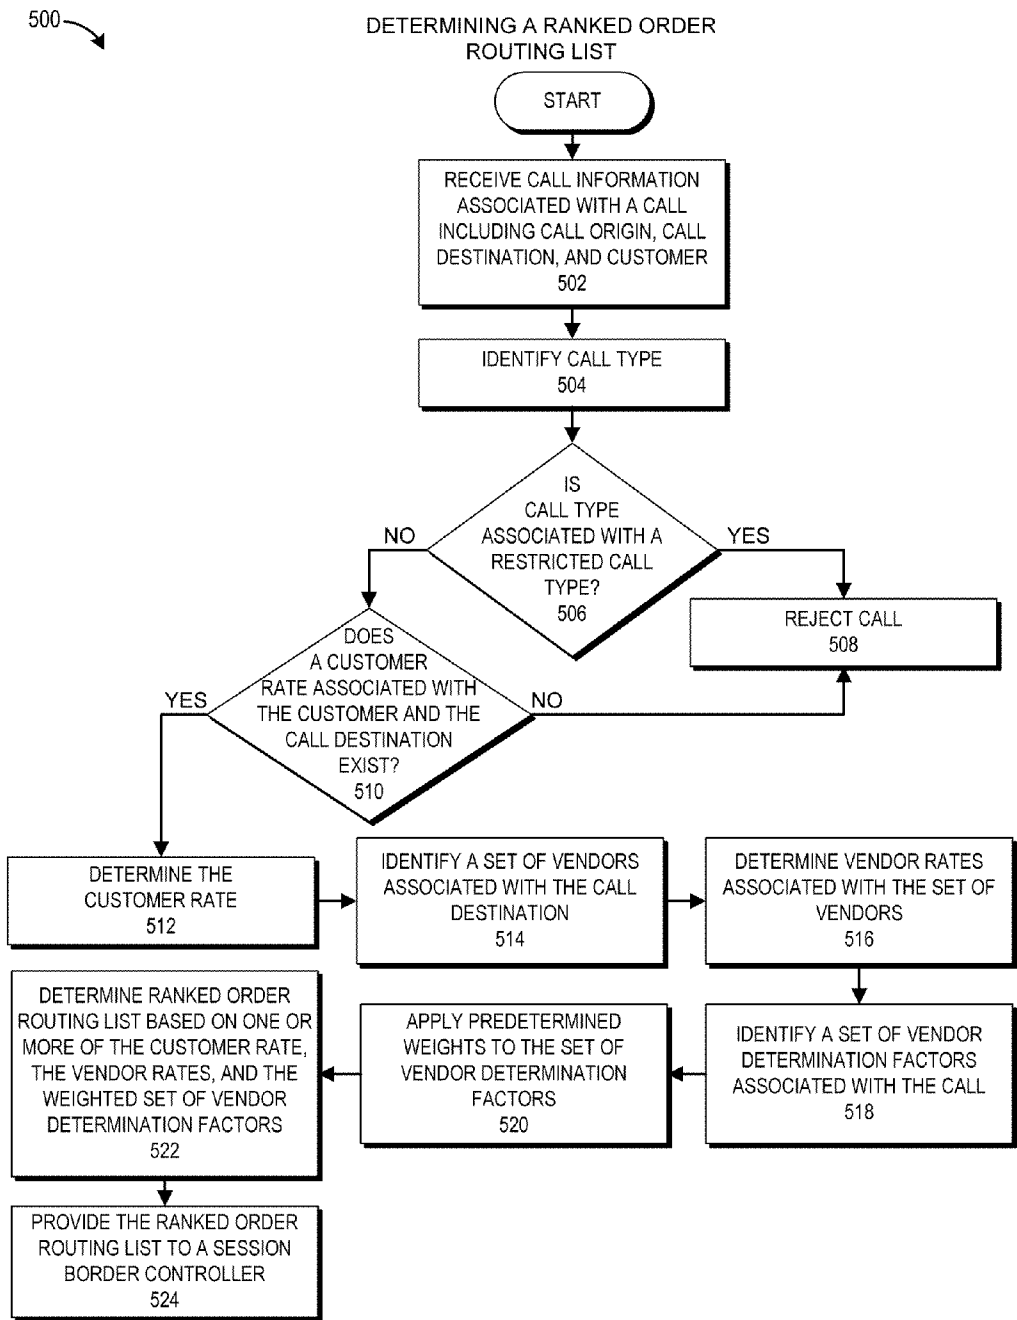 500
DETERMINING A RANKED ORDER
ROUTING LIST
START
RECEIVE CALL INFORMATION
ASSOCIATED WITH A CALL
INCLUDING CALL ORIGIN, CALL
DESTINATION, AND CUSTOMER
502
IDENTIFY CALL TYPE
504
IS
CALL TYPE
ASSOCIATED WITH A
RESTRICTED CALL
TYPE?
506
NO
YES
REJECT CALL
508
DOES
A CUSTOMER
RATE ASSOCIATED WITH
THE CUSTOMER AND THE
CALL DESTINATION
EXIST?
510
YES
NO
DETERMINE THE
CUSTOMER RATE
512
IDENTIFY A SET OF VENDORS
ASSOCIATED WITH THE CALL
DESTINATION
514
DETERMINE VENDOR RATES
ASSOCIATED WITH THE SET OF
VENDORS
516
IDENTIFY A SET OF VENDOR
DETERMINATION FACTORS
ASSOCIATED WITH THE CALL
518
APPLY PREDETERMINED
WEIGHTS TO THE SET OF
VENDOR DETERMINATION
FACTORS
520
DETERMINE RANKED ORDER
ROUTING LIST BASED ON ONE OR
MORE OF THE CUSTOMER RATE,
THE VENDOR RATES, AND THE
WEIGHTED SET OF VENDOR
DETERMINATION FACTORS
522
PROVIDE THE RANKED ORDER
ROUTING LIST TO A SESSION
BORDER CONTROLLER
524